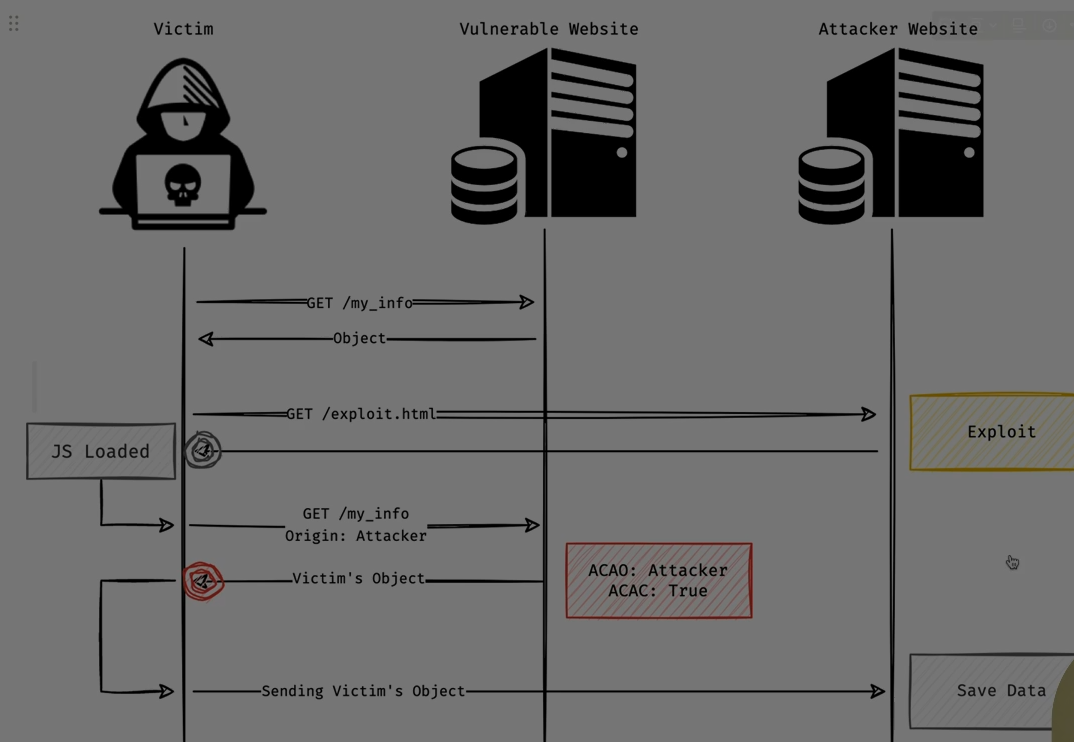 Victim
Vulnerable Website
Attacker Website
GET /my_info
Object
GET /exploit.html
Exploit
JS Loaded
GET /my_info
Origin: Attacker
ACAO: Attacker
ACAC: True
Victim's Object
Sending Victim's Object
Save Data